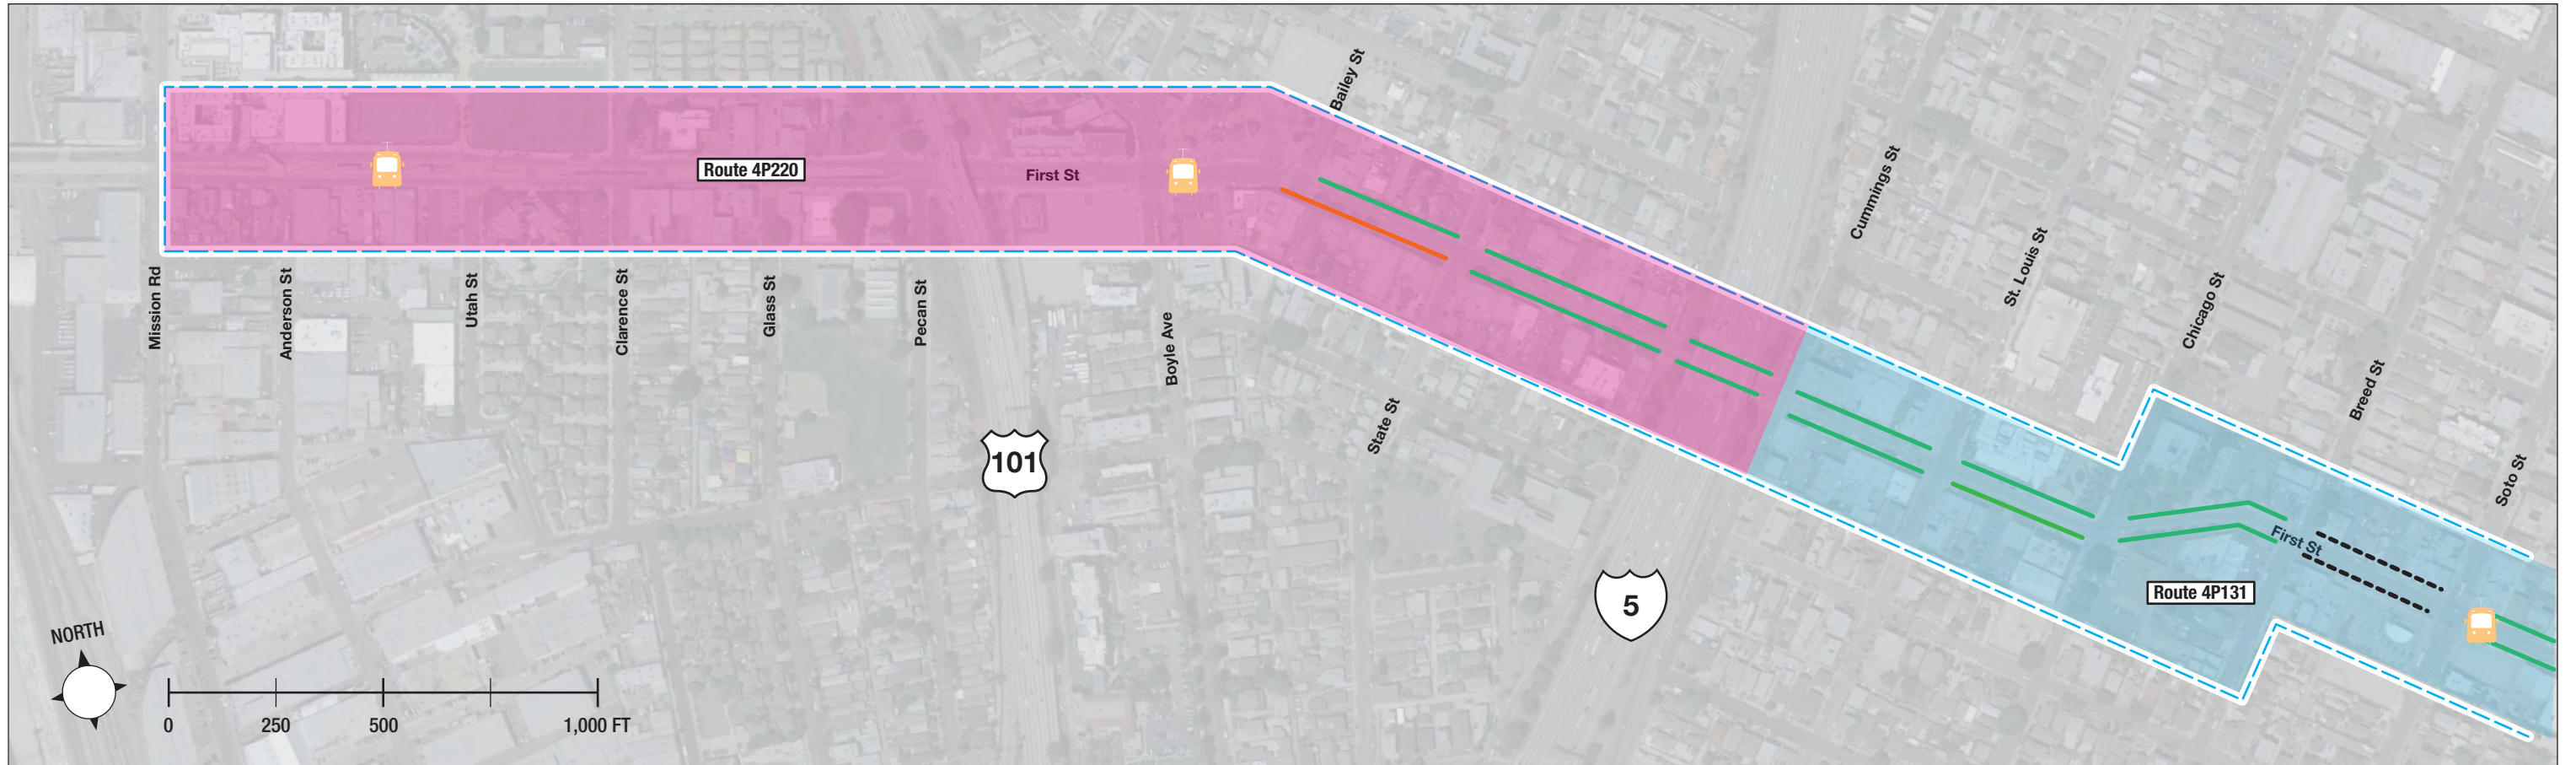 Bailey St
Cummings St
St. Louis St
Chicago St
Breed St
Soto St
Route 4P220
First St
Mission Rd
Anderson St
Utah St
Clarence St
Glass St
Pecan St
Boyle Ave
State St
101
5
First St
Route 4P131
NORTH
0 250 500 1,000 FT